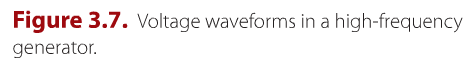 Figure 3.7. Voltage waveforms in a high-frequency
generator.